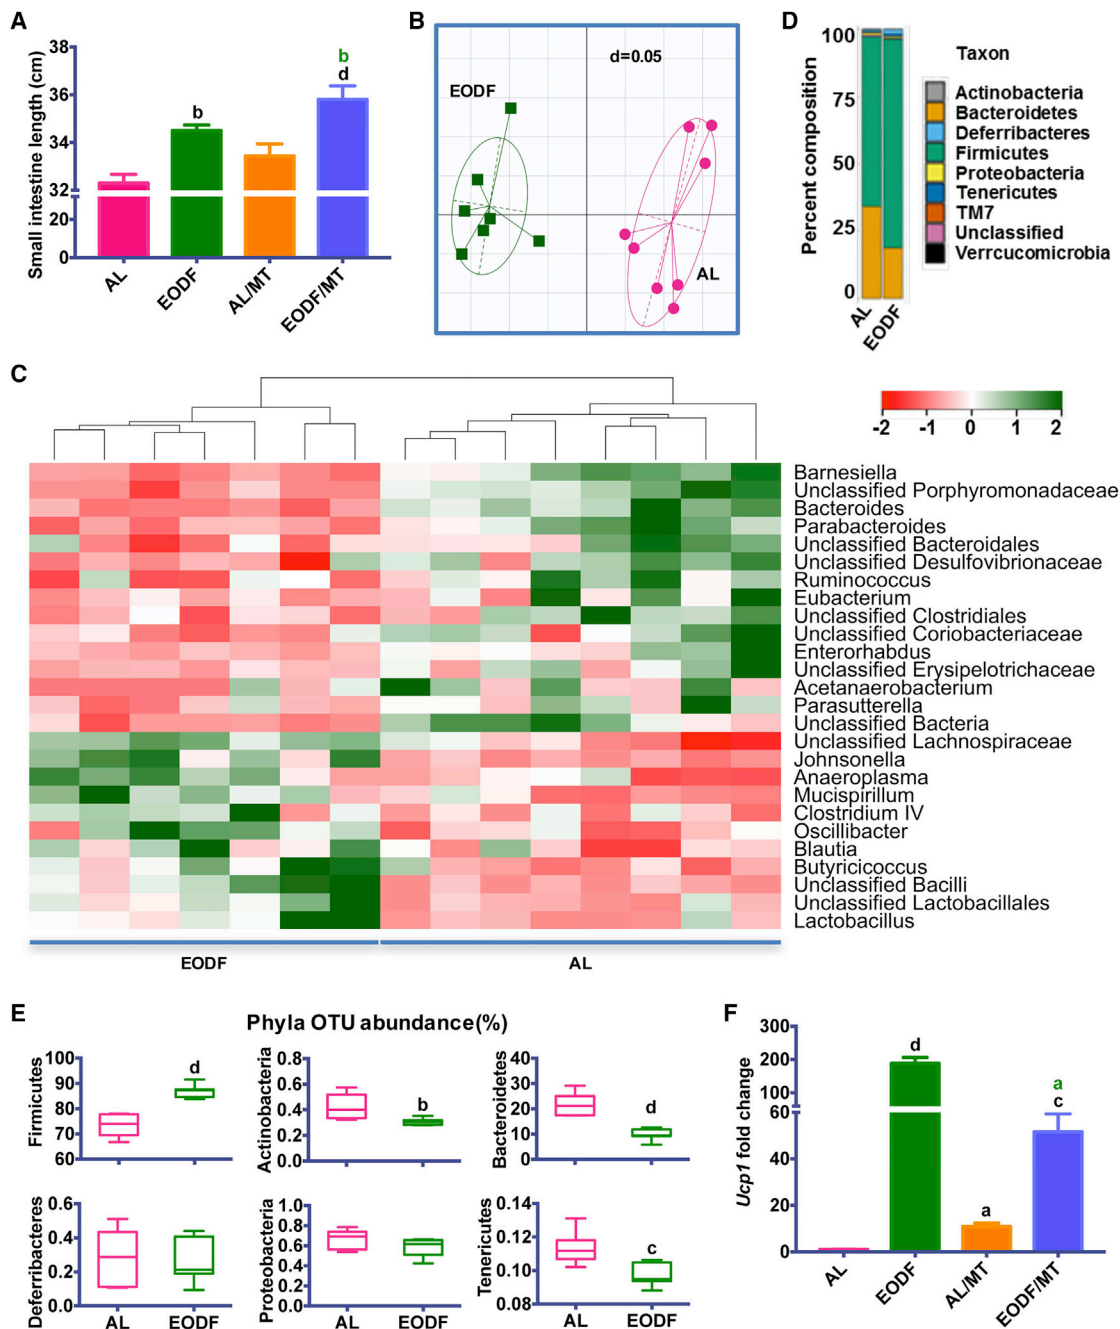 A
Small intestine length (cm)
38
36
34
32
20
0
b
b
d
AL
EODF
AL/MT
EODF/MT
B
d=0.05
EODF
AL
D
Percent composition
100
75
50
25
0
AL
EODF
Taxon
Actinobacteria
Bacteroidetes
Deferribacteres
Firmicutes
Proteobacteria
Tenericutes
TM7
Unclassified
Verrcucomicrobia
C
-2 -1 0 1 2
Barnesiella
Unclassified Porphyromonadaceae
Bacteroides
Parabacteroides
Unclassified Bacteroidales
Unclassified Desulfovibrionaceae
Ruminococcus
Eubacterium
Unclassified Clostridiales
Unclassified Coriobacteriaceae
Enterorhabdus
Unclassified Erysipelotrichaceae
Acetanaerobacterium
Parasutterella
Unclassified Bacteria
Unclassified Lachnospiraceae
Johnsonella
Anaeroplasma
Mucispirillum
Clostridium IV
Oscillibacter
Blautia
Butyricicoccus
Unclassified Bacilli
Unclassified Lactobacillales
Lactobacillus
EODF
AL
E
Phyla OTU abundance(%)
Firmicutes
100
90
80
70
60
d
Actinobacteria
0.8
0.6
0.4
0.2
0.0
b
Bacteroidetes
40
30
20
10
0
d
Deferribacteres
0.6
0.4
0.2
0.0
AL
EODF
Proteobacteria
1.0
0.8
0.6
0.4
0.2
0.0
AL
EODF
Tenericutes
0.14
0.12
0.10
0.08
c
AL
EODF
F
Ucp1 fold change
300
200
100
60
40
20
0
d
a
a
c
AL
EODF
AL/MT
EODF/MT